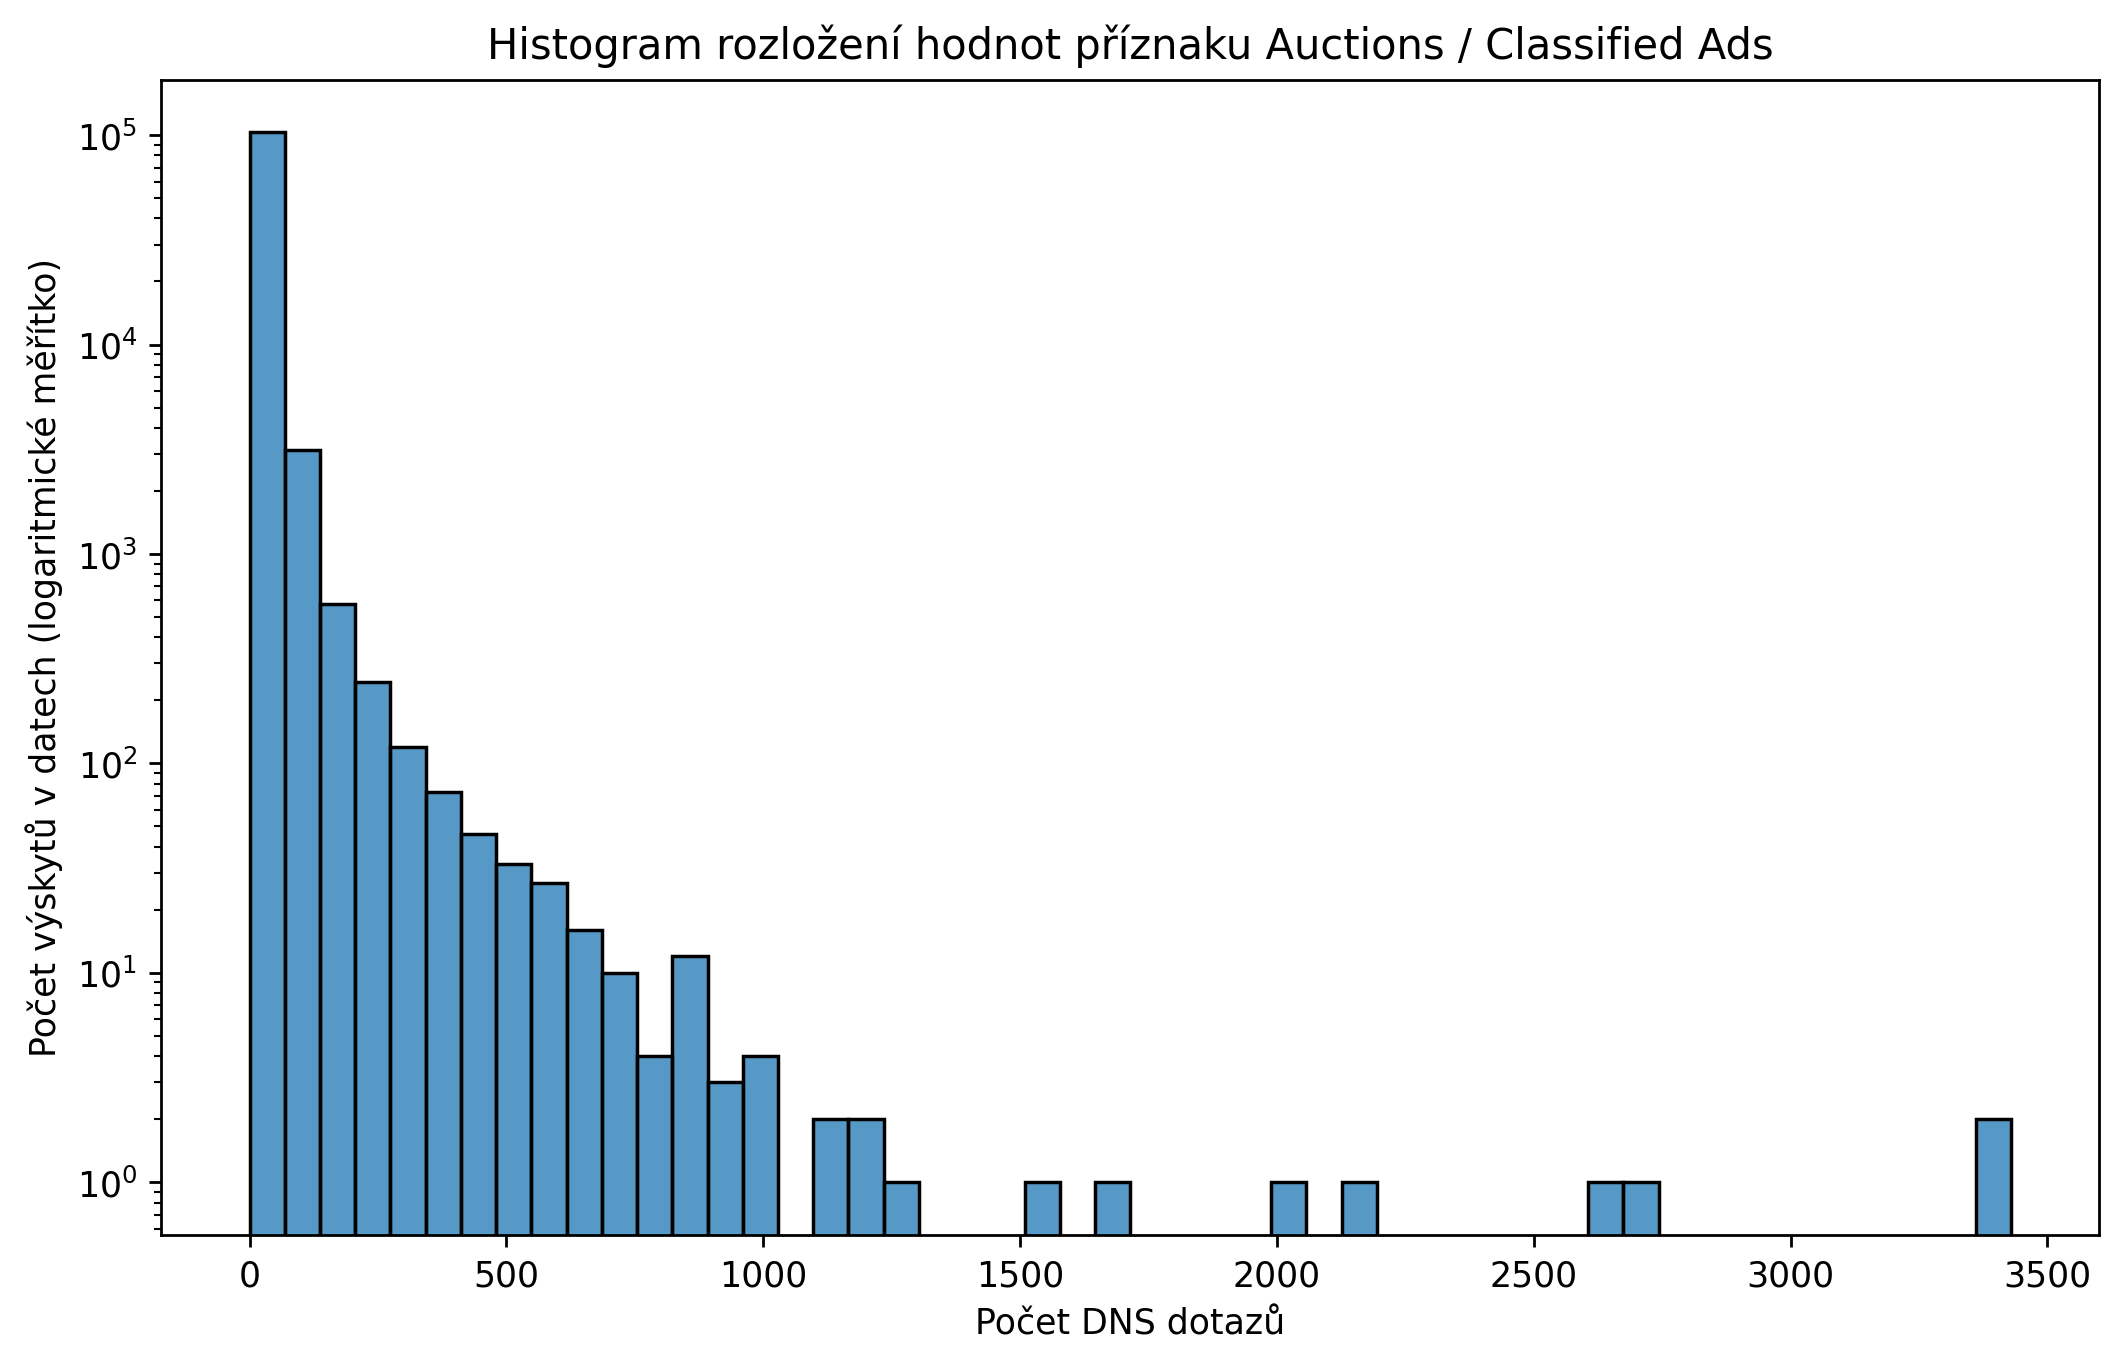 Histogram rozložení hodnot příznaku Auctions / Classified Ads
Počet výskytů v datech (logaritmické měřítko)
10⁵
10⁴
10³
10²
10¹
10⁰
0 500 1000 1500 2000 2500 3000 3500
Počet DNS dotazů